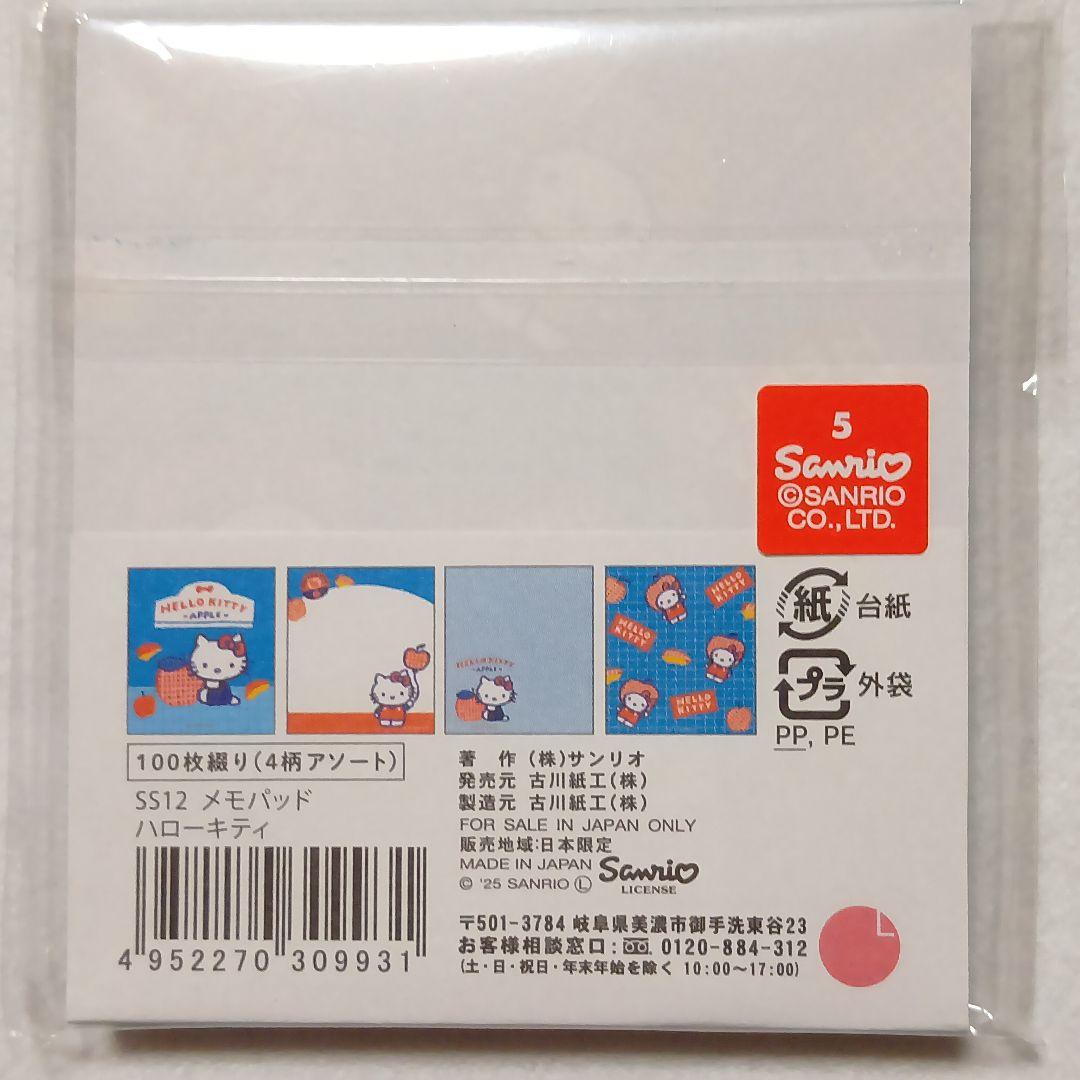 5
Sanrio
©SANRIO
CO., LTD.
HELLO KITTY
-APPLE-
HELLO KITTY
-APPLE-
HELLO
KITTY
HELLO
KITTY
HELLO
KITTY
紙 台紙
プラ 外袋
PP, PE
100枚綴り(4柄アソート)
SS12 メモパッド
ハローキティ
4 952270 309931
著 作 (株)サンリオ
発売元 古川紙工(株)
製造元 古川紙工(株)
FOR SALE IN JAPAN ONLY
販売地域:日本限定
MADE IN JAPAN Sanrio
© '25 SANRIO Ⓛ LICENSE
〒501-3784 岐阜県美濃市御手洗東谷23
お客様相談窓口: 0120-884-312
(土・日・祝日・年末年始を除く 10:00~17:00)